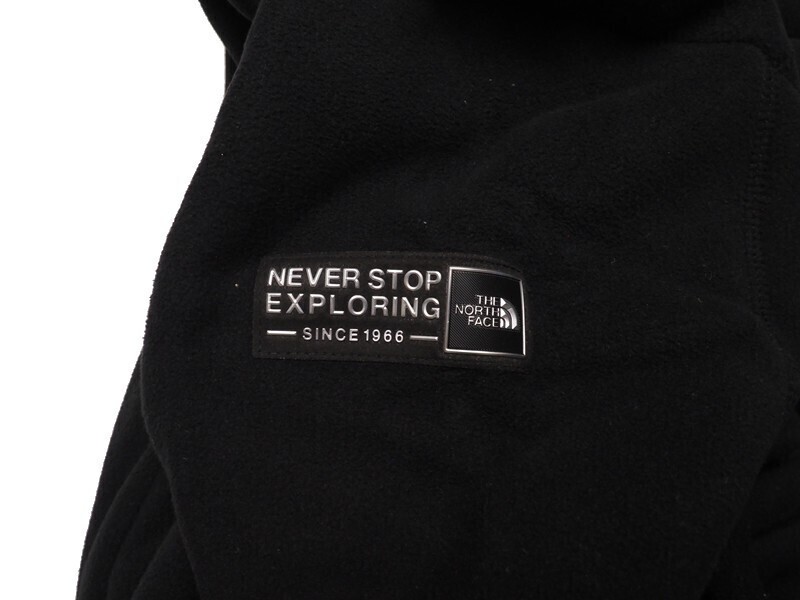 NEVER STOP
EXPLORING
SINCE 1966
THE
NORTH
FACE